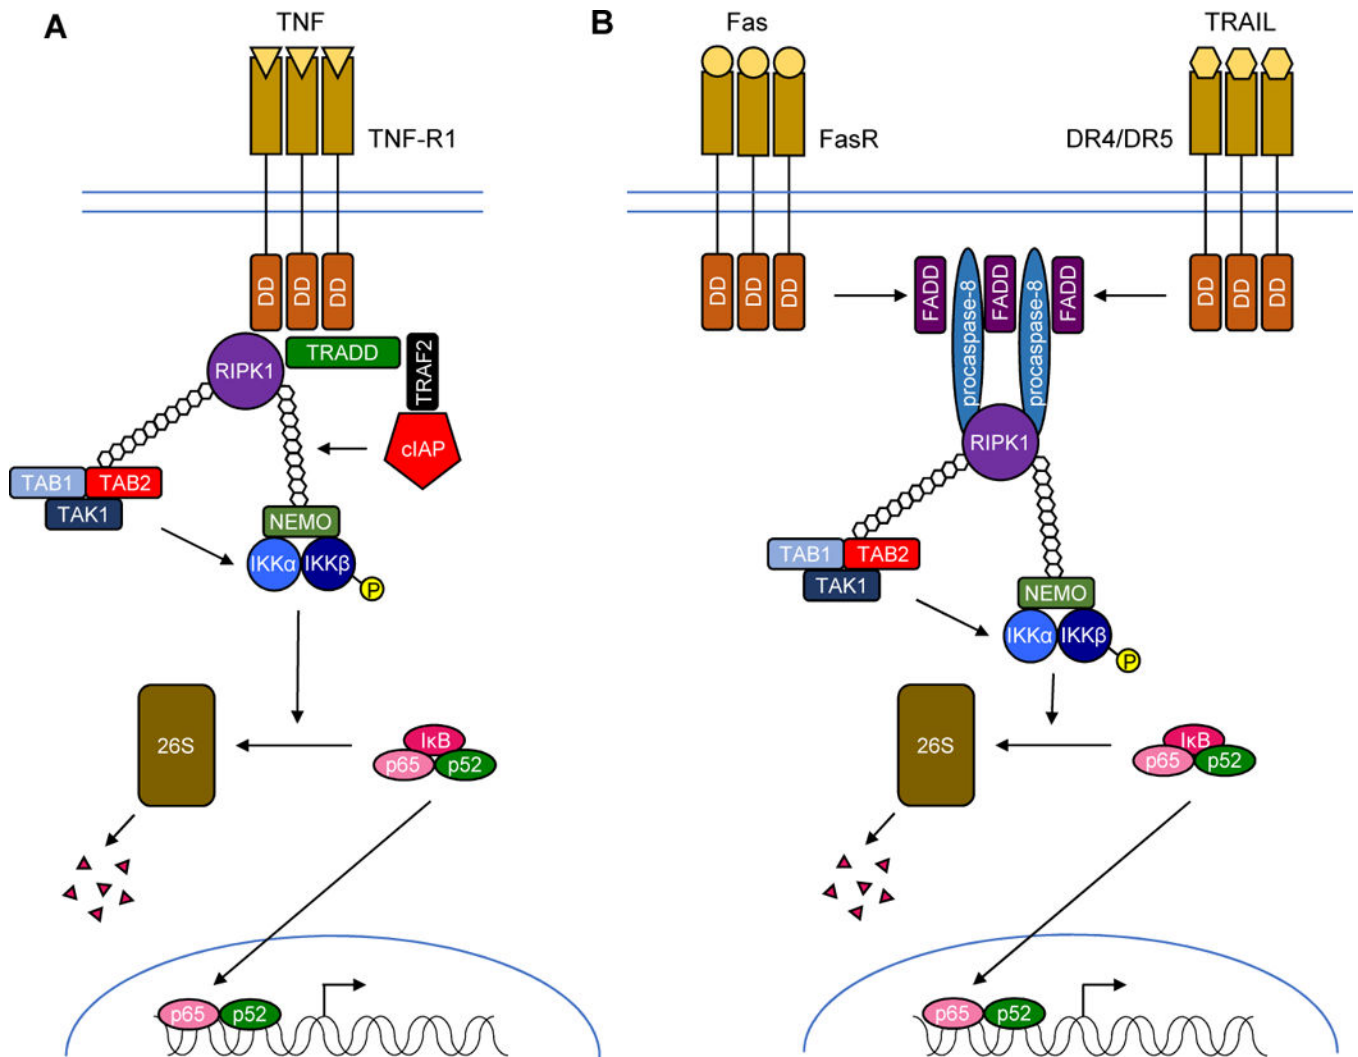 A
TNF
TNF-R1
DD
DD
DD
RIPK1
TRADD
TRAF2
cIAP
TAB1
TAB2
TAK1
NEMO
IKKα
IKKβ
P
26S
IκB
p65
p52
p65
p52
B
Fas
TRAIL
FasR
DR4/DR5
DD
DD
DD
FADD
procaspase-8
FADD
procaspase-8
FADD
DD
DD
DD
RIPK1
TAB1
TAB2
TAK1
NEMO
IKKα
IKKβ
P
26S
IκB
p65
p52
p65
p52